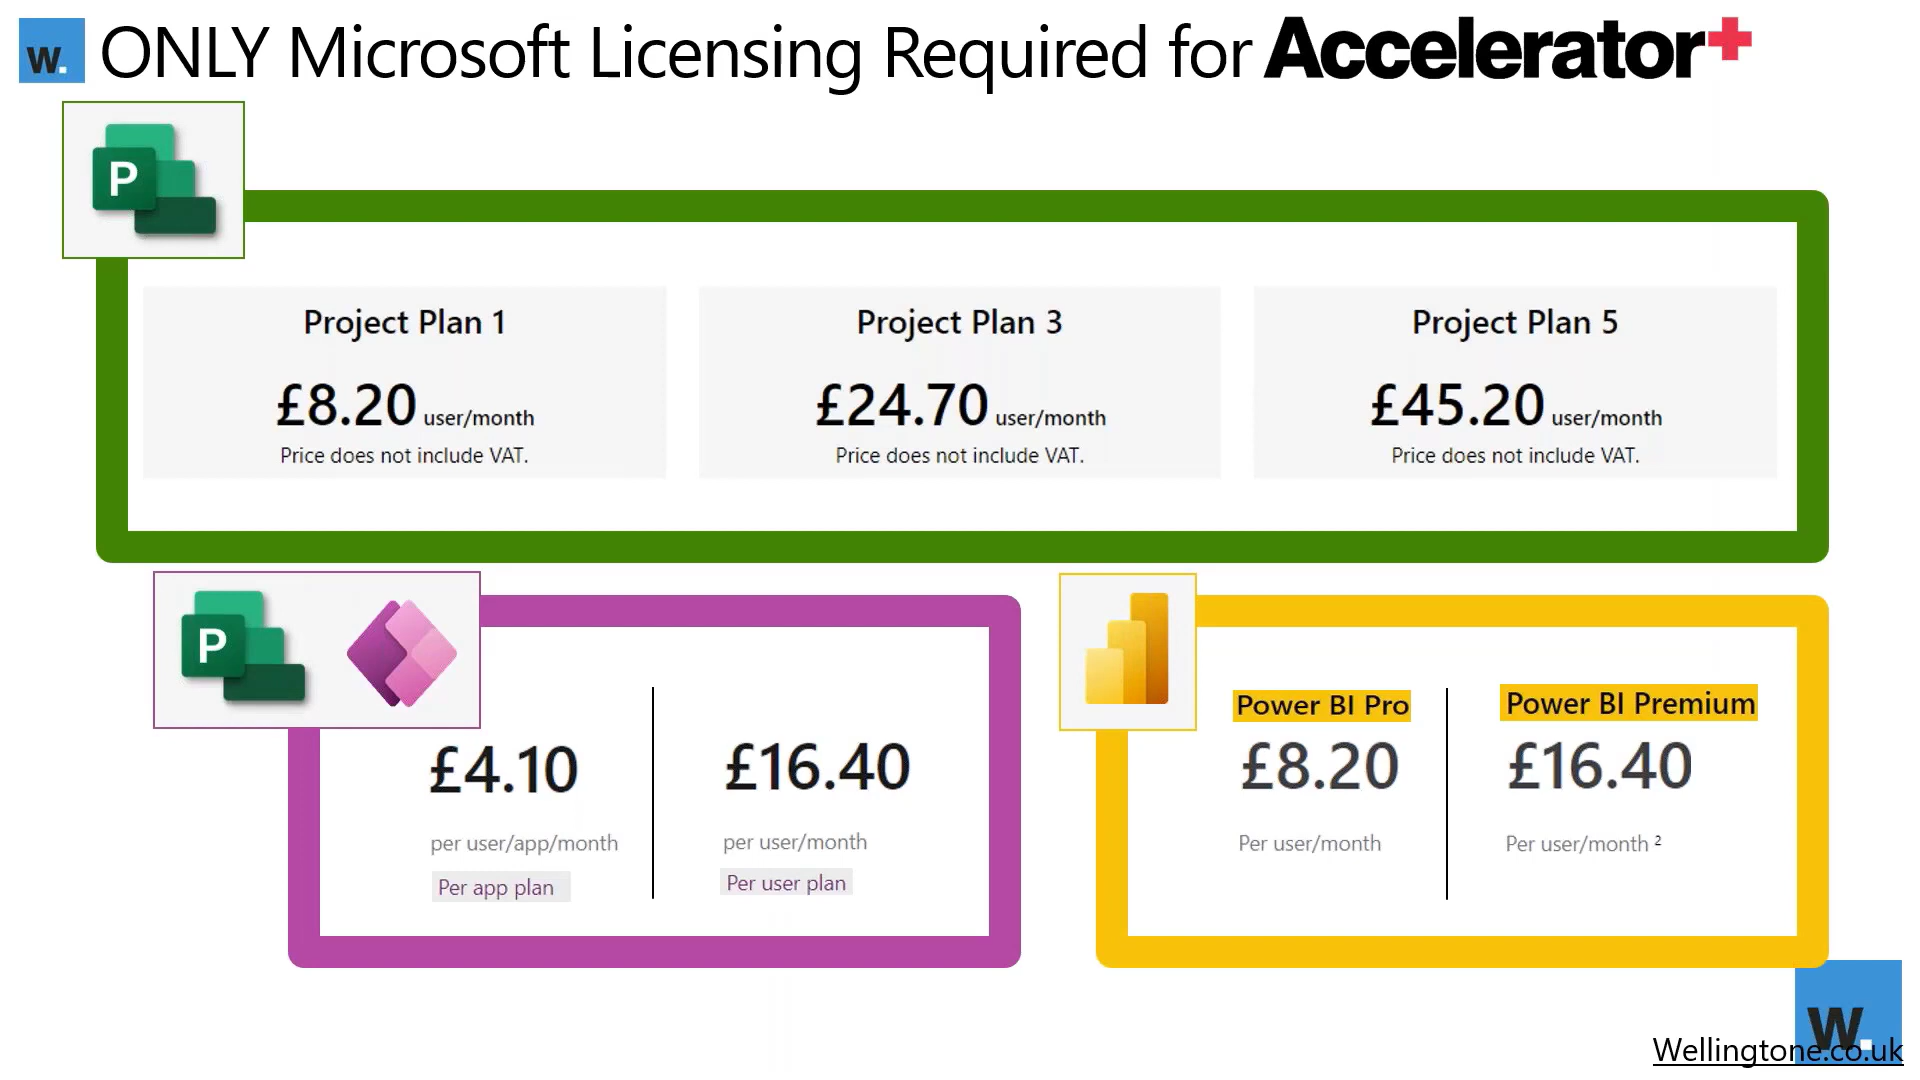 w. ONLY Microsoft Licensing Required for Accelerator+
P
Project Plan 1
£8.20 user/month
Price does not include VAT.
Project Plan 3
£24.70 user/month
Price does not include VAT.
Project Plan 5
£45.20 user/month
Price does not include VAT.
P
£4.10
per user/app/month
Per app plan
£16.40
per user/month
Per user plan
Power BI Pro
£8.20
Per user/month
Power BI Premium
£16.40
Per user/month ²
w.
Wellingtone.co.uk